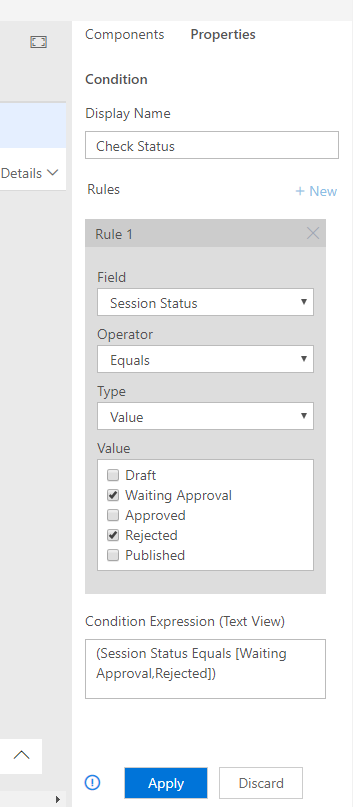 Components Properties
Condition
Display Name
Check Status
Details
Rules + New
Rule 1
Field
Session Status
Operator
Equals
Type
Value
Value
Draft
Waiting Approval
Approved
Rejected
Published
Condition Expression (Text View)
(Session Status Equals [Waiting
Approval,Rejected])
Apply Discard